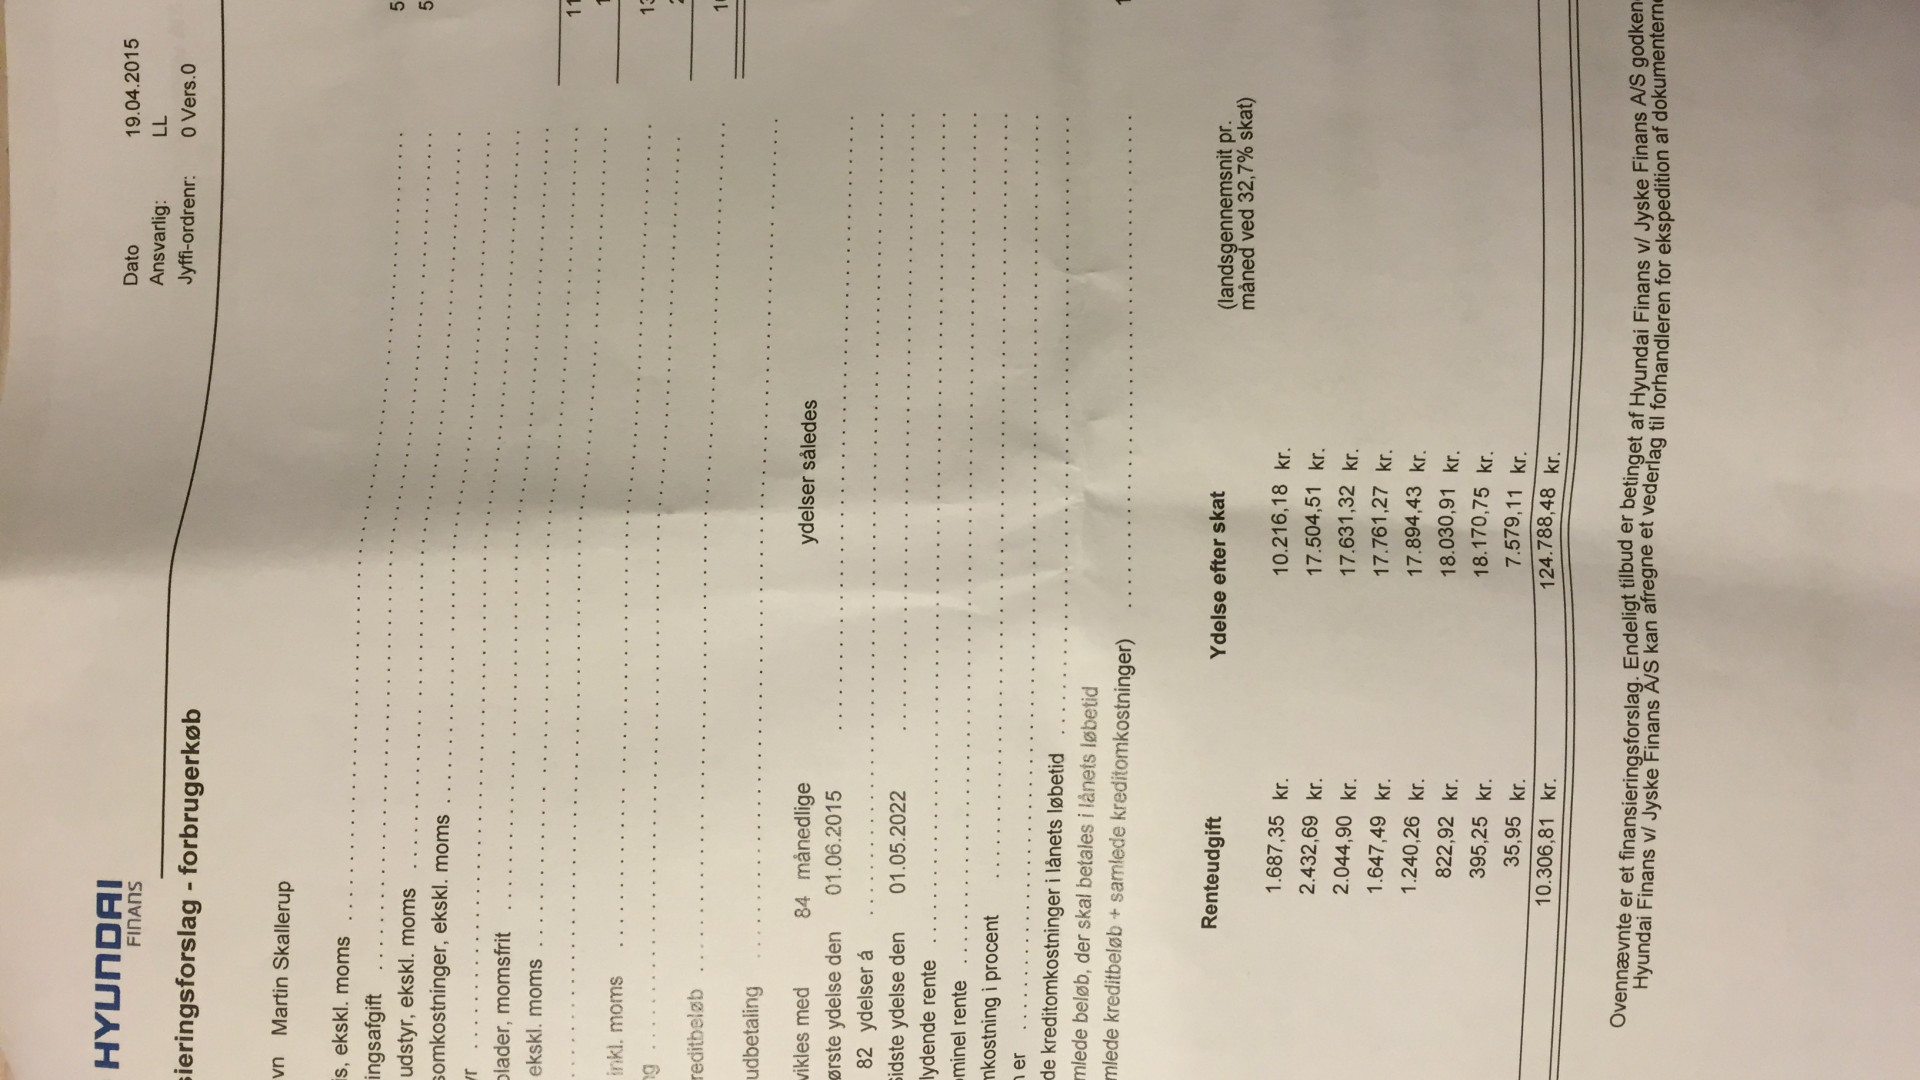 HYUNDAI
FINANS
Dato 19.04.2015
Ansvarlig: LL
Jyffi-ordrenr: 0 Vers.0
sieringsforslag - forbrugerkøb
vn Martin Skallerup
is, ekskl. moms
ingsafgift 5
udstyr, ekskl. moms 5
somkostninger, ekskl. moms
yr
plader, momsfrit
ekskl. moms
11
inkl. moms 1
ng 13
reditbeløb
udbetaling 10
vikles med 84 månedlige ydelser således
ørste ydelse den 01.06.2015
82 ydelser á
sidste ydelse den 01.05.2022
lydende rente
ominel rente
mkostning i procent
n er
de kreditomkostninger i lånets løbetid
mlede beløb, der skal betales i lånets løbetid
mlede kreditbeløb + samlede kreditomkostninger) 1
Renteudgift Ydelse efter skat (landsgennemsnit pr.
måned ved 32,7% skat)
1.687,35 kr. 10.216,18 kr.
2.432,69 kr. 17.504,51 kr.
2.044,90 kr. 17.631,32 kr.
1.647,49 kr. 17.761,27 kr.
1.240,26 kr. 17.894,43 kr.
822,92 kr. 18.030,91 kr.
395,25 kr. 18.170,75 kr.
35,95 kr. 7.579,11 kr.
10.306,81 kr. 124.788,48 kr.
Ovennævnte er et finansieringsforslag. Endeligt tilbud er betinget af Hyundai Finans v/ Jyske Finans A/S godken
Hyundai Finans v/ Jyske Finans A/S kan afregne et vederlag til forhandleren for ekspedition af dokumenterne